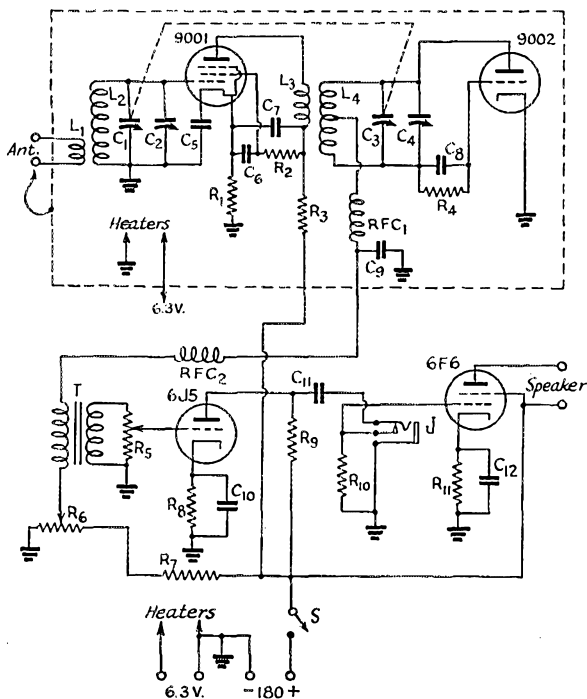 9001
9002
L1
L2
C1
C2
C5
C7
C6
R2
R1
L3
L4
C3
C4
C8
R4
R3
RFC1
C9
Ant.
Heaters
6.3V.
RFC2
T
R5
6J5
C11
R9
R10
J
6F6
Speaker
R11
C12
R8
C10
R6
R7
S
Heaters
6.3V. -180+